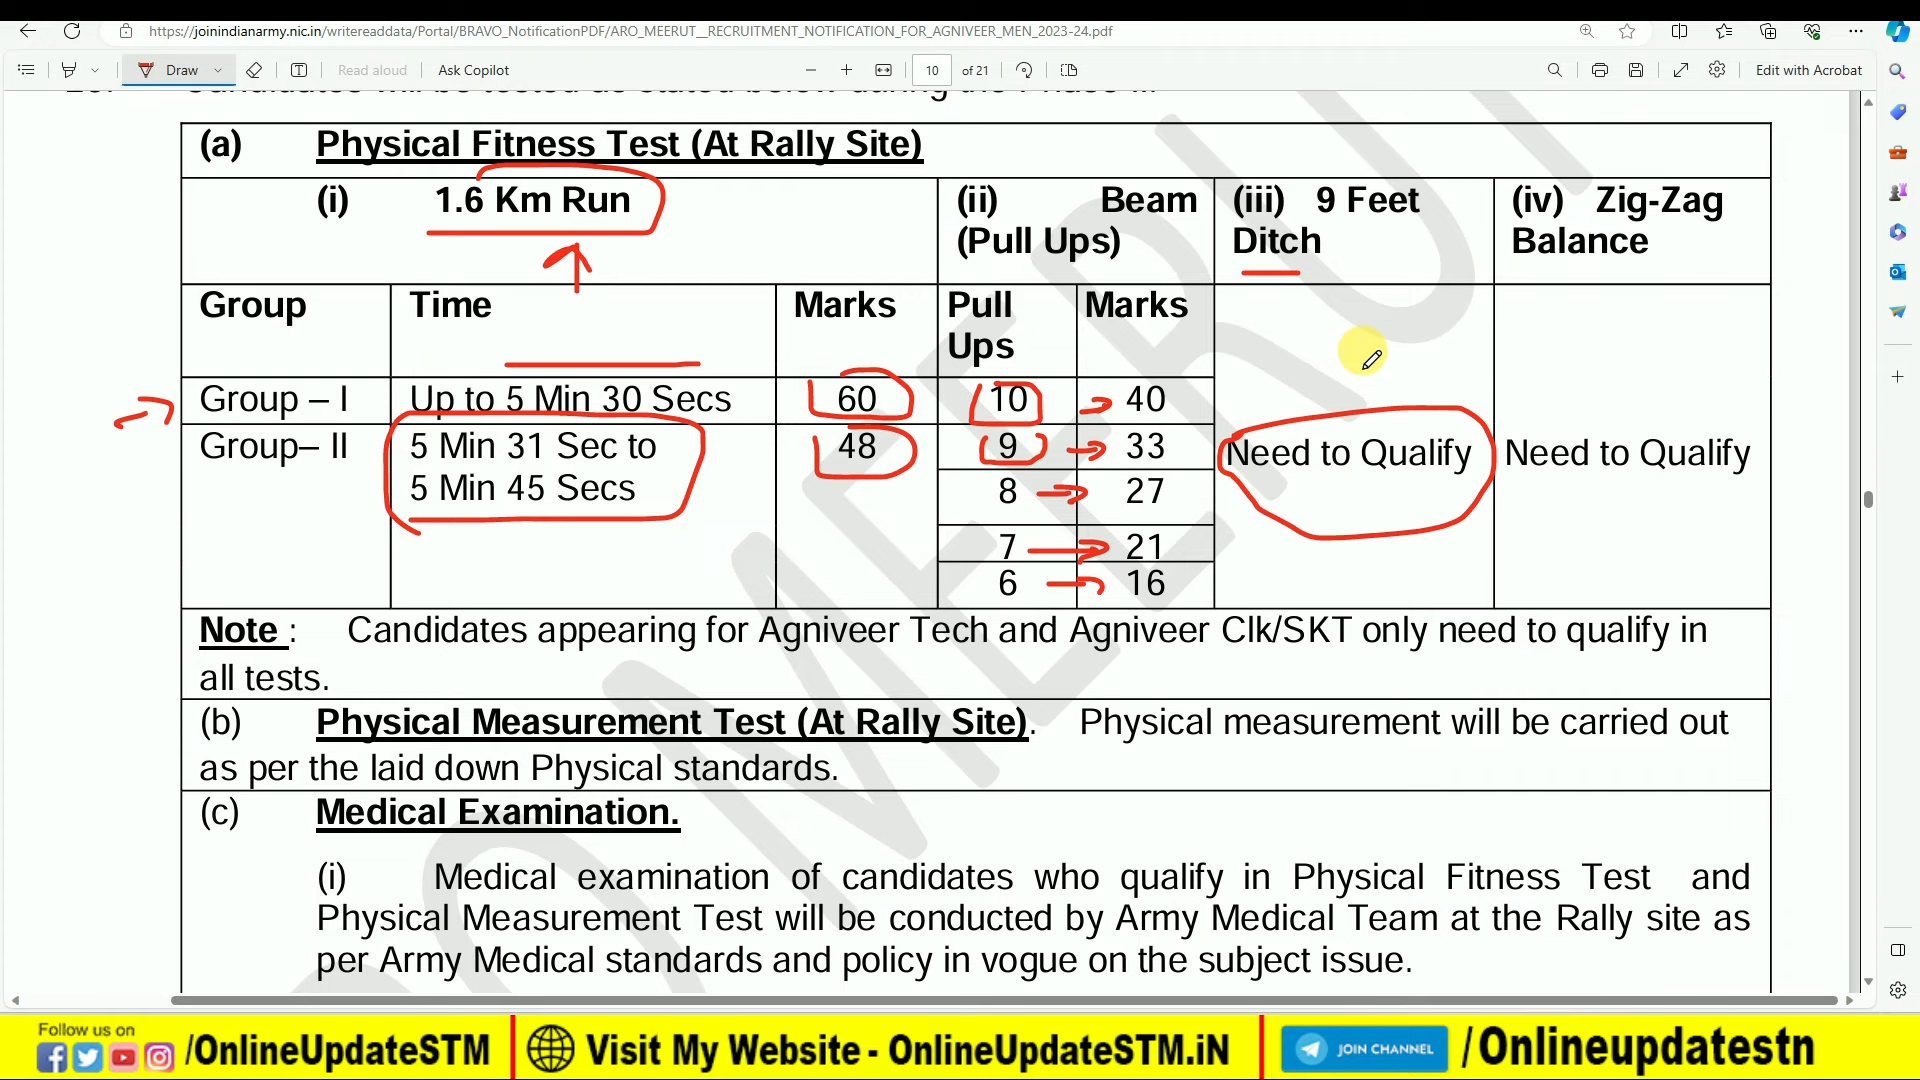 https://joinindianarmy.nic.in/writereaddata/Portal/BRAVO_NotificationPDF/ARO_MEERUT__RECRUITMENT_NOTIFICATION_FOR_AGNIVEER_MEN_2023-24.pdf
Draw Read aloud Ask Copilot 10 of 21 Edit with Acrobat
(a) Physical Fitness Test (At Rally Site)
(i) 1.6 Km Run
(ii) Beam
(Pull Ups)
(iii) 9 Feet
Ditch
(iv) Zig-Zag
Balance
Group Time Marks Pull Ups Marks
Group – I Up to 5 Min 30 Secs 60 10 40
Group– II 5 Min 31 Sec to 48 9 33
5 Min 45 Secs 8 27
7 21
6 16
Need to Qualify Need to Qualify
Note : Candidates appearing for Agniveer Tech and Agniveer Clk/SKT only need to qualify in
all tests.
(b) Physical Measurement Test (At Rally Site). Physical measurement will be carried out
as per the laid down Physical standards.
(c) Medical Examination.
(i) Medical examination of candidates who qualify in Physical Fitness Test and
Physical Measurement Test will be conducted by Army Medical Team at the Rally site as
per Army Medical standards and policy in vogue on the subject issue.
MEERUT
Follow us on
/OnlineUpdateSTM
Visit My Website - OnlineUpdateSTM.iN
JOIN CHANNEL /Onlineupdatestn